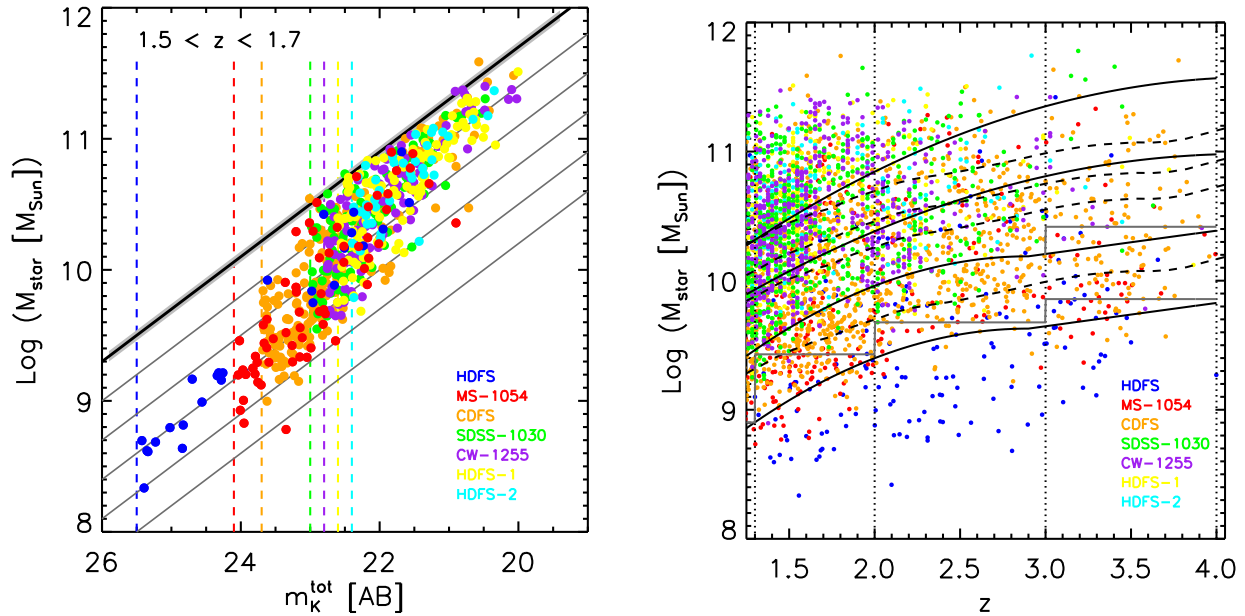 1.5 < z < 1.7
12
11
10
9
8
Log (M_star [M_Sun])
26
24
22
20
m_K^tot [AB]
HDFS
MS-1054
CDFS
SDSS-1030
CW-1255
HDFS-1
HDFS-2
12
11
10
9
8
Log (M_star [M_Sun])
1.5
2.0
2.5
3.0
3.5
4.0
z
HDFS
MS-1054
CDFS
SDSS-1030
CW-1255
HDFS-1
HDFS-2